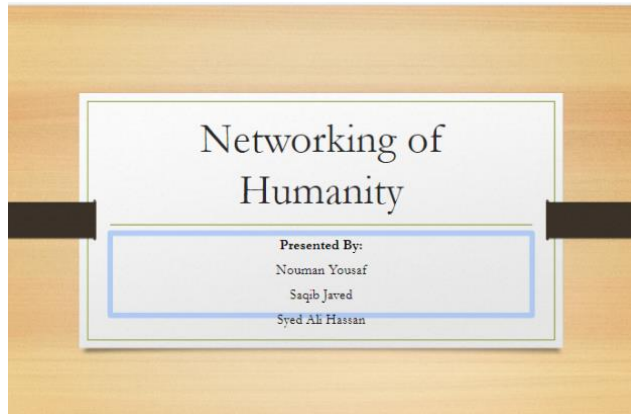 Networking of
Humanity
Presented By:
Nouman Yousaf
Saqib Javed
Syed Ali Hassan